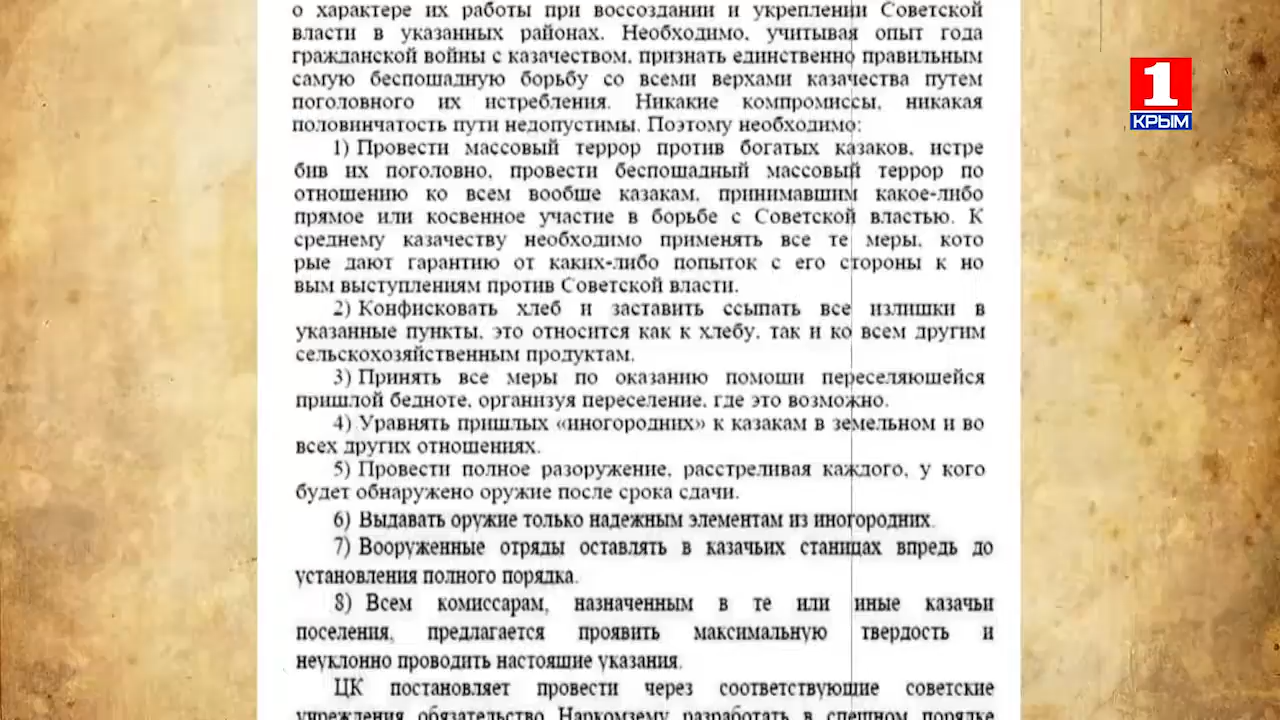 о характере их работы при воссоздании и укреплении Советской
власти в указанных районах. Необходимо, учитывая опыт года
гражданской войны с казачеством, признать единственно правильным
самую беспощадную борьбу со всеми верхами казачества путем
поголовного их истребления. Никакие компромиссы, никакая
половинчатость пути недопустимы. Поэтому необходимо:
1) Провести массовый террор против богатых казаков, истре
бив их поголовно, провести беспощадный массовый террор по
отношению ко всем вообще казакам, принимавшим какое-либо
прямое или косвенное участие в борьбе с Советской властью. К
среднему казачеству необходимо применять все те меры, кото
рые дают гарантию от каких-либо попыток с его стороны к но
вым выступлениям против Советской власти.
2) Конфисковать хлеб и заставить ссыпать все излишки в
указанные пункты, это относится как к хлебу, так и ко всем другим
сельскохозяйственным продуктам.
3) Принять все меры по оказанию помощи переселяющейся
пришлой бедноте, организуя переселение, где это возможно.
4) Уравнять пришлых «иногородних» к казакам в земельном и во
всех других отношениях.
5) Провести полное разоружение, расстреливая каждого, у кого
будет обнаружено оружие после срока сдачи.
6) Выдавать оружие только надежным элементам из иногородних.
7) Вооруженные отряды оставлять в казачьих станицах впредь до
установления полного порядка.
8) Всем комиссарам, назначенным в те или иные казачьи
поселения, предлагается проявить максимальную твердость и
неуклонно проводить настоящие указания.
ЦК постановляет провести через соответствующие советские
учреждения обязательство Наркомзему разработать в спешном порядке
1
КРЫМ